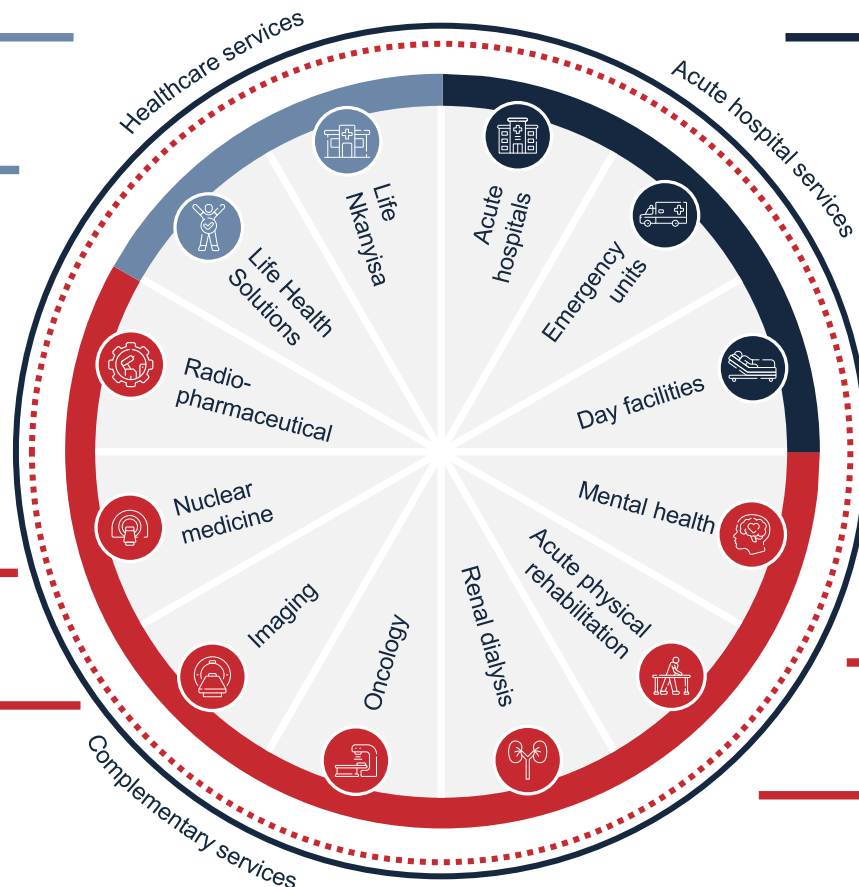 Healthcare services
Acute hospital services
Acute
hospitals
Emergency
units
Day facilities
Mental health
Acute physical
rehabilitation
Renal dialysis
Oncology
Imaging
Nuclear
medicine
Radio-
pharmaceutical
Life Health
Solutions
Life
Nkanyisa
Complementary services